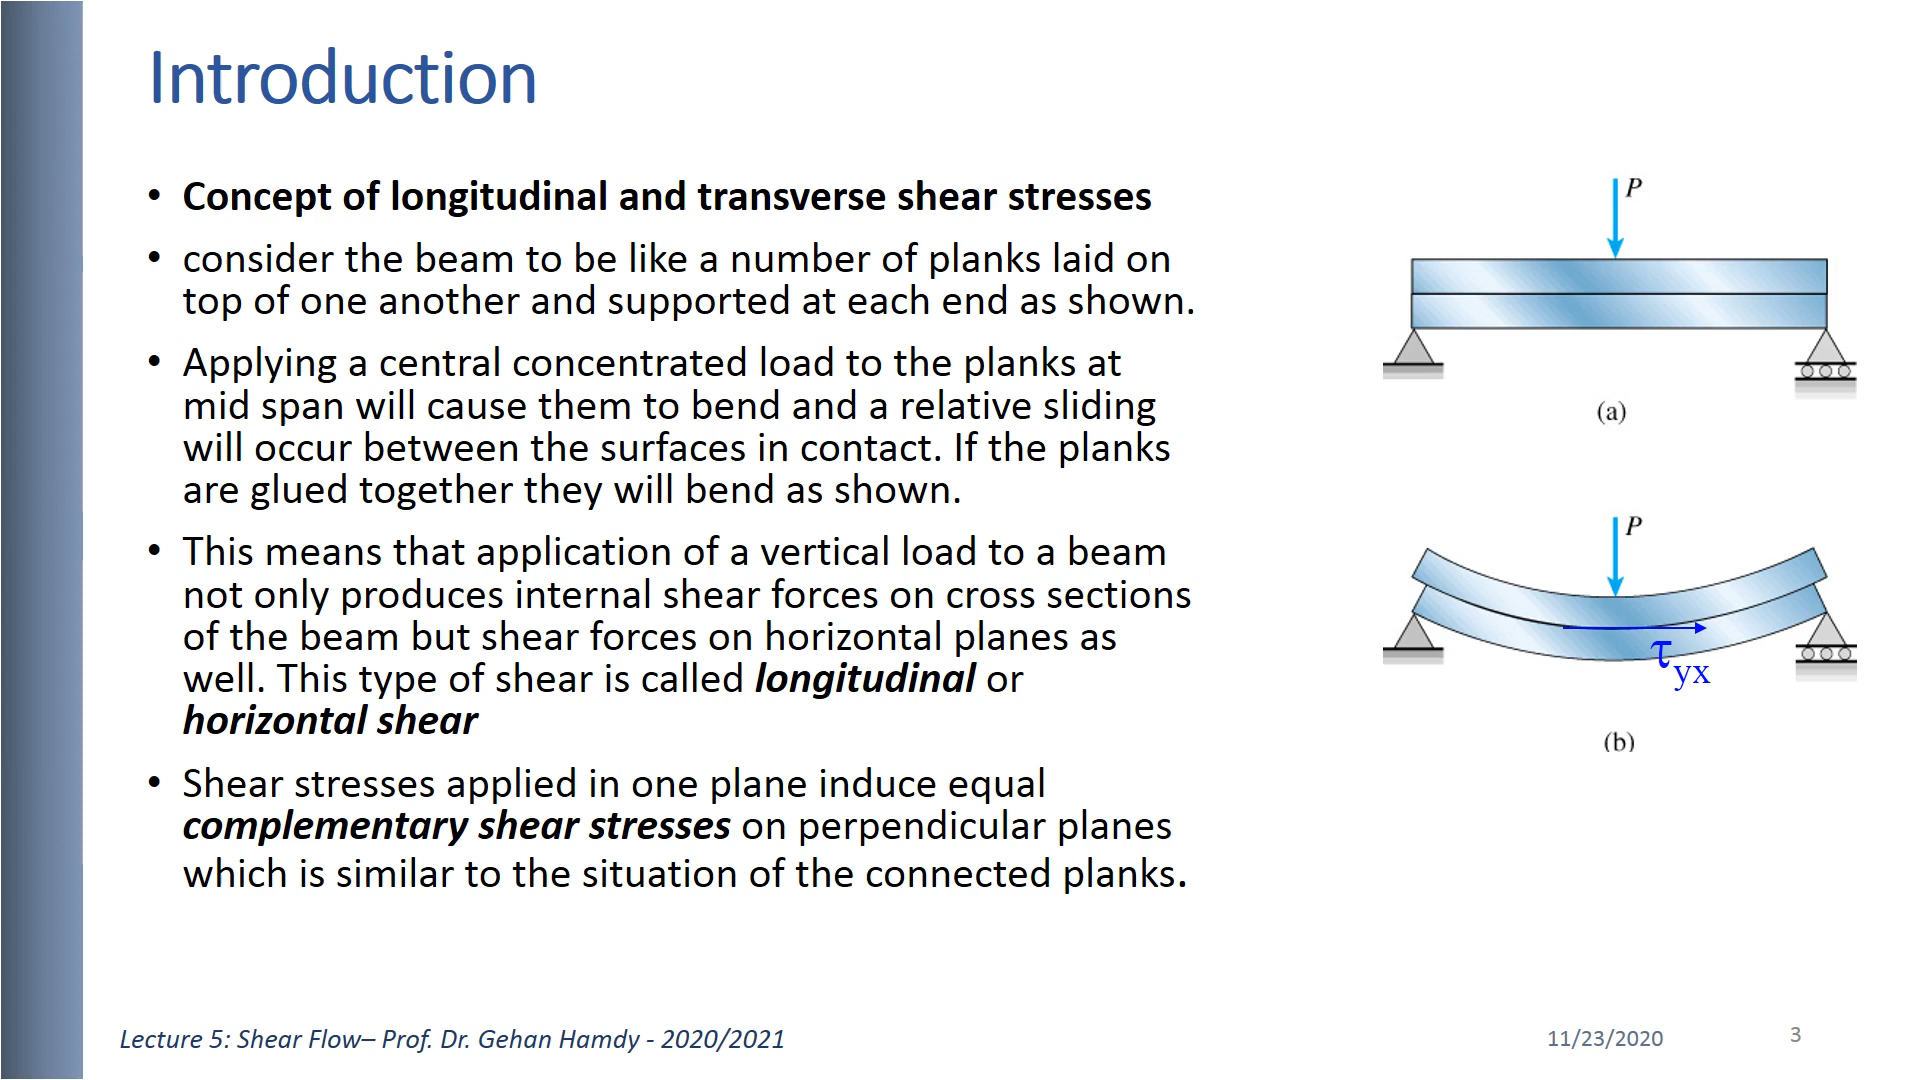 Introduction
• Concept of longitudinal and transverse shear stresses
• consider the beam to be like a number of planks laid on
top of one another and supported at each end as shown.
• Applying a central concentrated load to the planks at
mid span will cause them to bend and a relative sliding
will occur between the surfaces in contact. If the planks
are glued together they will bend as shown.
• This means that application of a vertical load to a beam
not only produces internal shear forces on cross sections
of the beam but shear forces on horizontal planes as
well. This type of shear is called longitudinal or
horizontal shear
• Shear stresses applied in one plane induce equal
complementary shear stresses on perpendicular planes
which is similar to the situation of the connected planks.
P
(a)
P
τyx
(b)
Lecture 5: Shear Flow– Prof. Dr. Gehan Hamdy - 2020/2021
11/23/2020
3